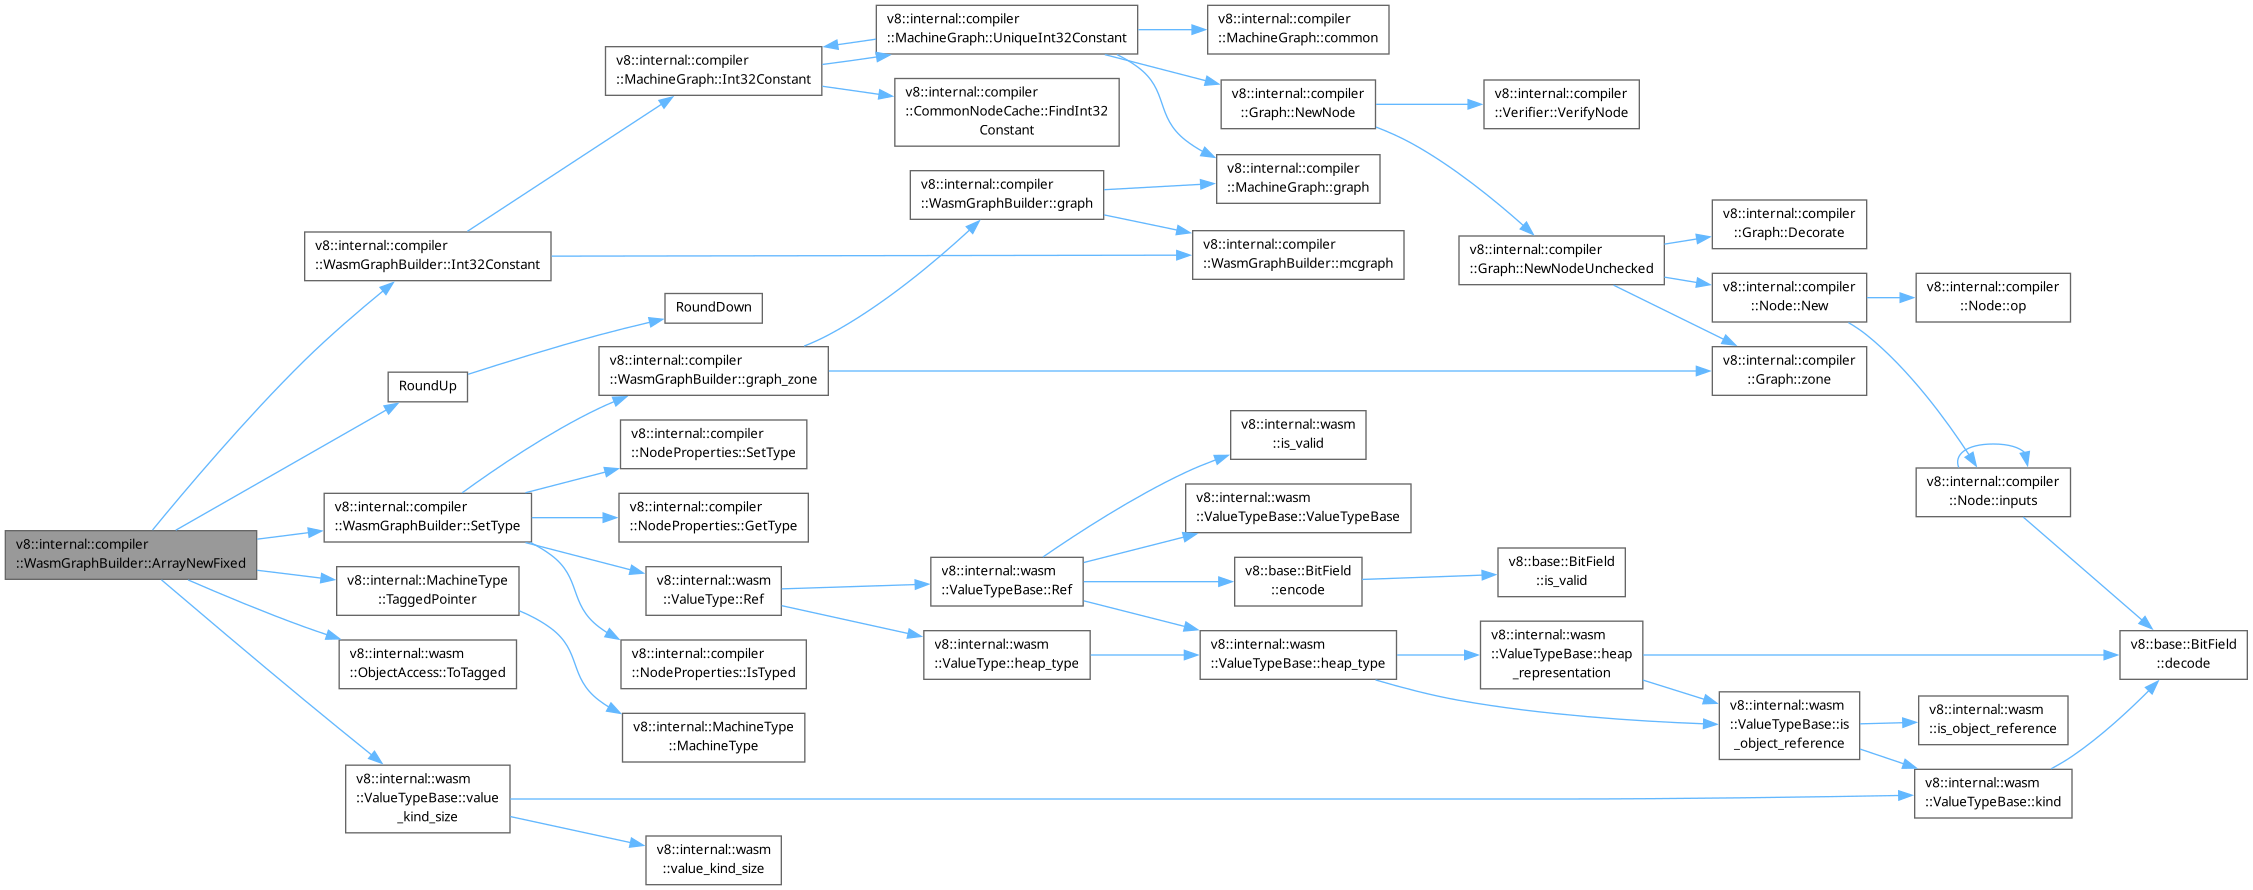 v8::internal::compiler
::WasmGraphBuilder::ArrayNewFixed
v8::internal::compiler
::WasmGraphBuilder::Int32Constant
RoundUp
v8::internal::compiler
::WasmGraphBuilder::SetType
v8::internal::MachineType
::TaggedPointer
v8::internal::wasm
::ObjectAccess::ToTagged
v8::internal::wasm
::ValueTypeBase::value
_kind_size
v8::internal::compiler
::MachineGraph::Int32Constant
RoundDown
v8::internal::compiler
::WasmGraphBuilder::graph_zone
v8::internal::compiler
::NodeProperties::SetType
v8::internal::compiler
::NodeProperties::GetType
v8::internal::wasm
::ValueType::Ref
v8::internal::compiler
::NodeProperties::IsTyped
v8::internal::MachineType
::MachineType
v8::internal::wasm
::value_kind_size
v8::internal::compiler
::MachineGraph::UniqueInt32Constant
v8::internal::compiler
::CommonNodeCache::FindInt32
Constant
v8::internal::compiler
::WasmGraphBuilder::graph
v8::internal::wasm
::ValueTypeBase::Ref
v8::internal::wasm
::ValueType::heap_type
v8::internal::compiler
::MachineGraph::common
v8::internal::compiler
::Graph::NewNode
v8::internal::compiler
::MachineGraph::graph
v8::internal::compiler
::WasmGraphBuilder::mcgraph
v8::internal::wasm
::is_valid
v8::internal::wasm
::ValueTypeBase::ValueTypeBase
v8::base::BitField
::encode
v8::internal::wasm
::ValueTypeBase::heap_type
v8::internal::compiler
::Verifier::VerifyNode
v8::internal::compiler
::Graph::NewNodeUnchecked
v8::base::BitField
::is_valid
v8::internal::wasm
::ValueTypeBase::heap
_representation
v8::internal::compiler
::Graph::Decorate
v8::internal::compiler
::Node::New
v8::internal::compiler
::Graph::zone
v8::internal::wasm
::ValueTypeBase::is
_object_reference
v8::internal::compiler
::Node::op
v8::internal::compiler
::Node::inputs
v8::internal::wasm
::is_object_reference
v8::internal::wasm
::ValueTypeBase::kind
v8::base::BitField
::decode